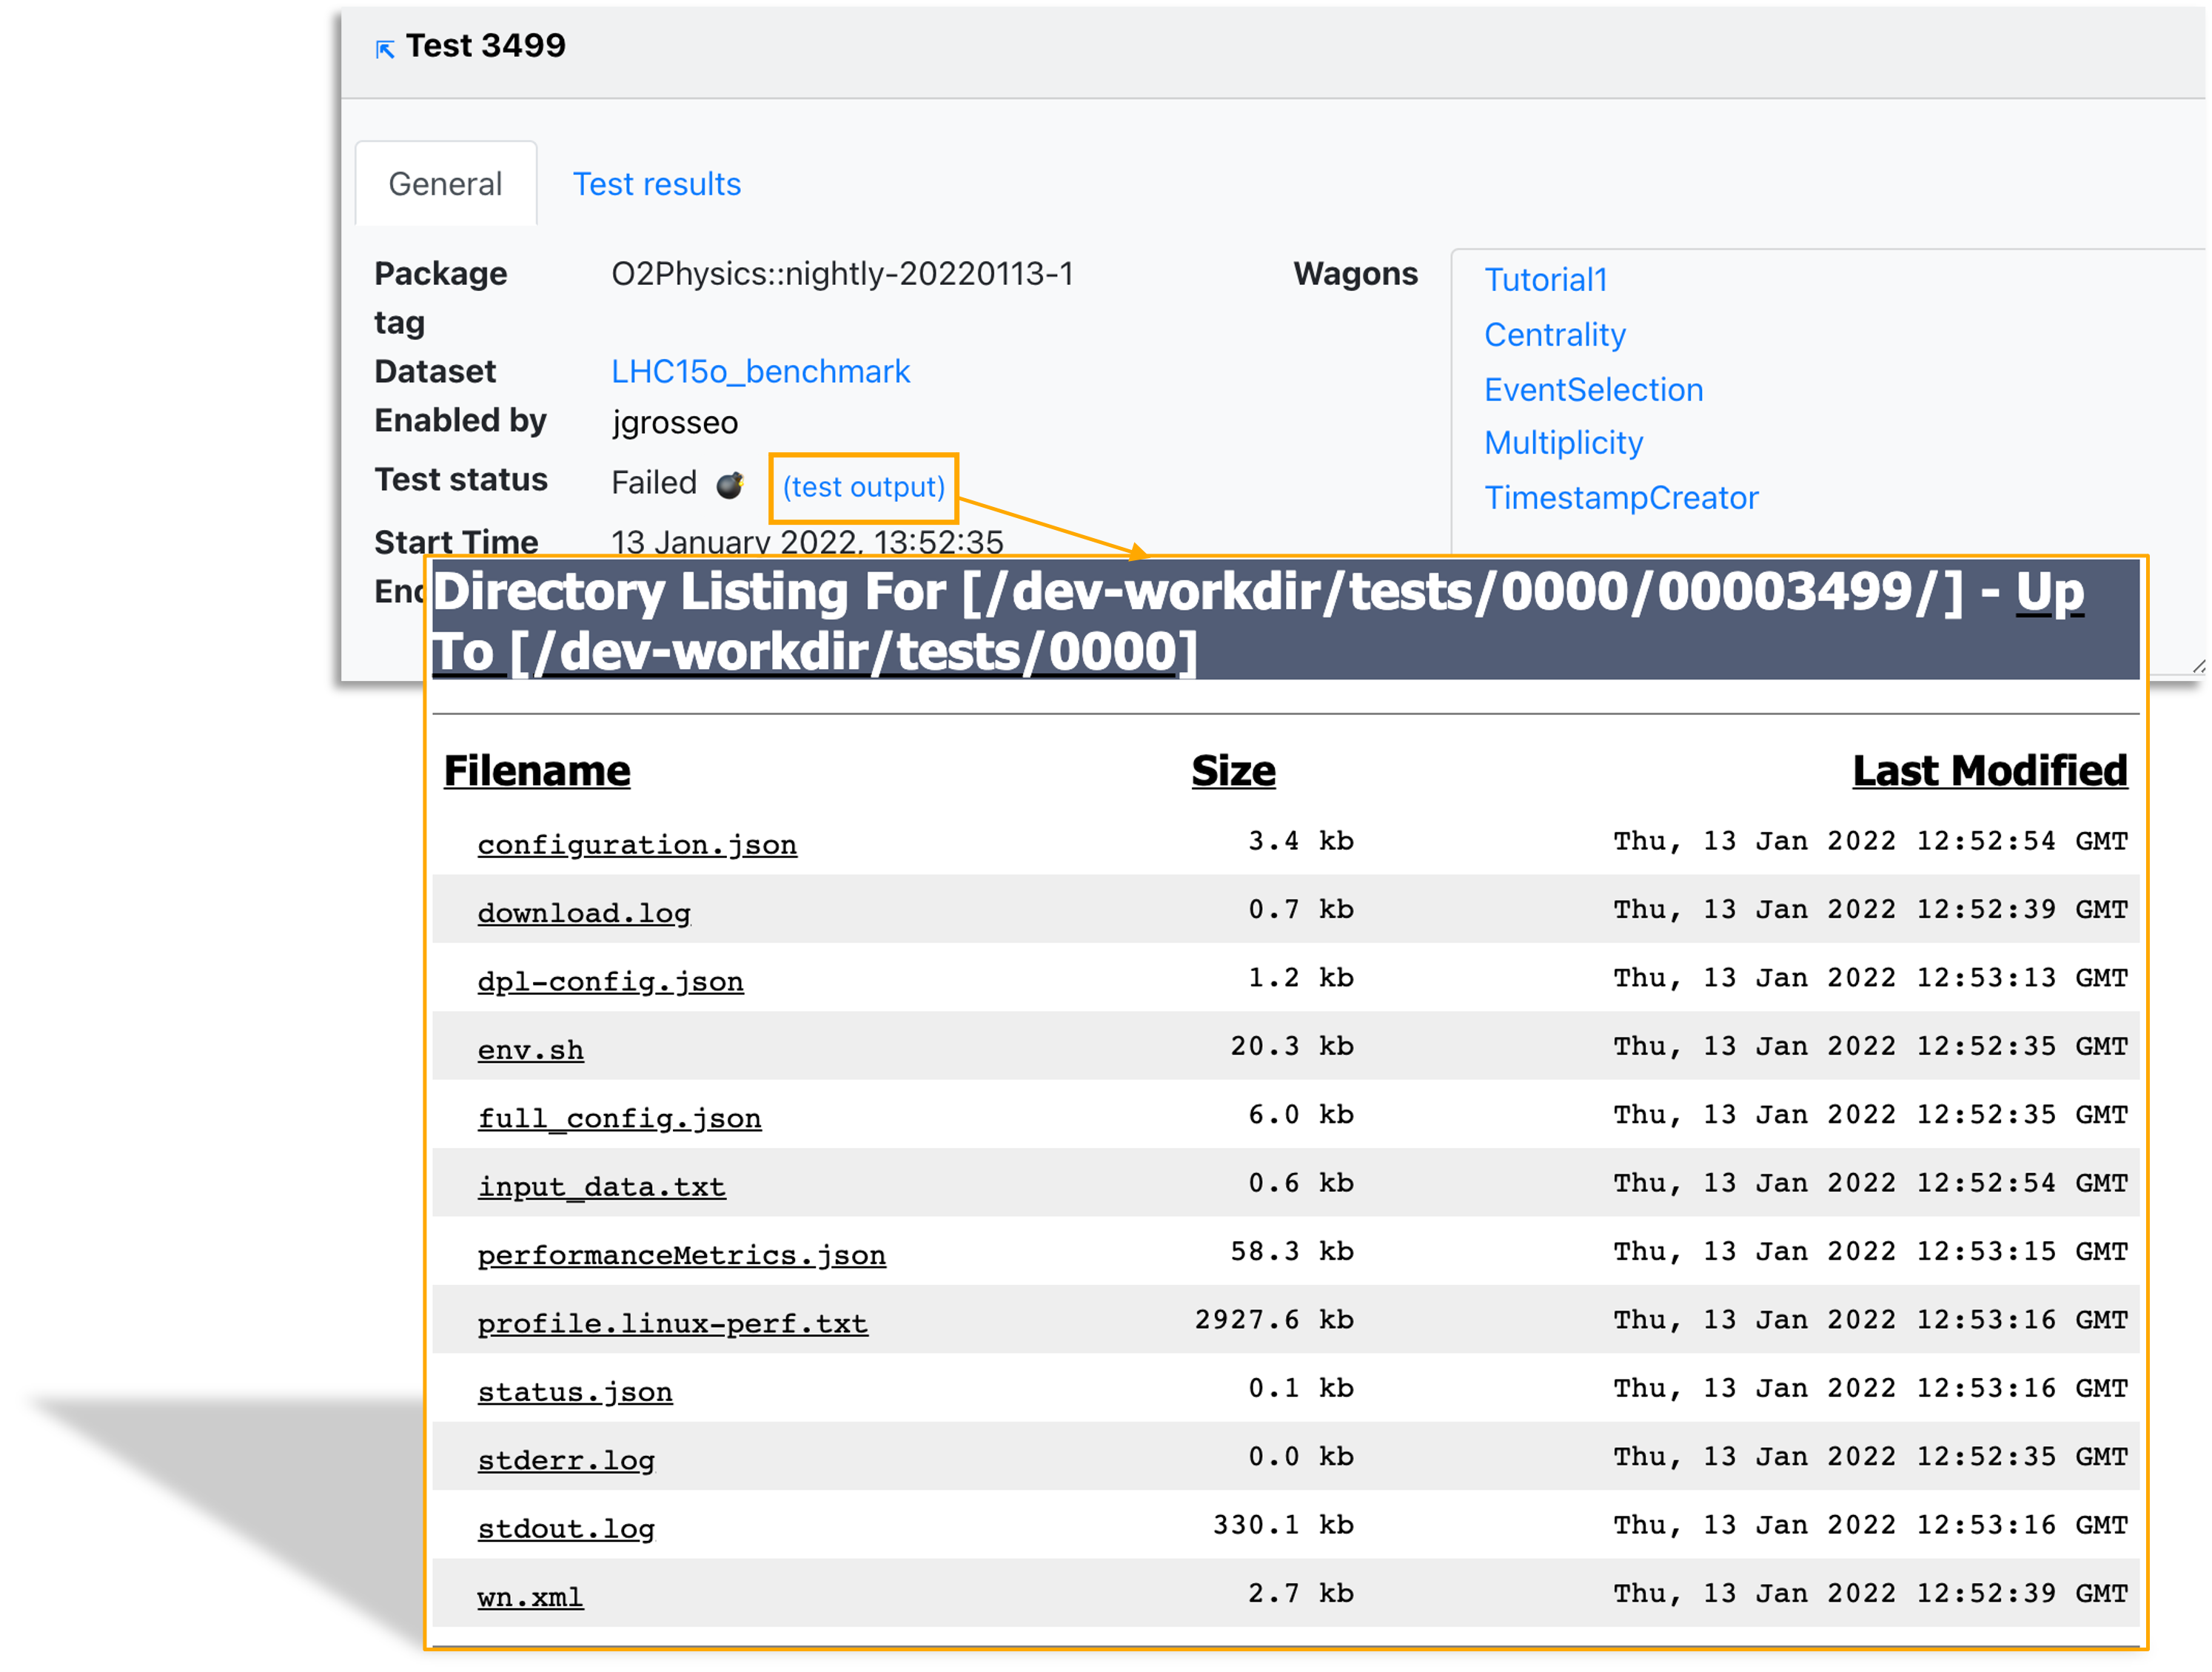 Test 3499
General Test results
Package tag O2Physics::nightly-20220113-1
Dataset LHC15o_benchmark
Enabled by jgrosseo
Test status Failed (test output)
Start Time 13 January 2022, 13:52:35
Wagons
Tutorial1
Centrality
EventSelection
Multiplicity
TimestampCreator
Directory Listing For [/dev-workdir/tests/0000/00003499/] - Up
To [/dev-workdir/tests/0000]
Filename Size Last Modified
configuration.json 3.4 kb Thu, 13 Jan 2022 12:52:54 GMT
download.log 0.7 kb Thu, 13 Jan 2022 12:52:39 GMT
dpl-config.json 1.2 kb Thu, 13 Jan 2022 12:53:13 GMT
env.sh 20.3 kb Thu, 13 Jan 2022 12:52:35 GMT
full_config.json 6.0 kb Thu, 13 Jan 2022 12:52:35 GMT
input_data.txt 0.6 kb Thu, 13 Jan 2022 12:52:54 GMT
performanceMetrics.json 58.3 kb Thu, 13 Jan 2022 12:53:15 GMT
profile.linux-perf.txt 2927.6 kb Thu, 13 Jan 2022 12:53:16 GMT
status.json 0.1 kb Thu, 13 Jan 2022 12:53:16 GMT
stderr.log 0.0 kb Thu, 13 Jan 2022 12:52:35 GMT
stdout.log 330.1 kb Thu, 13 Jan 2022 12:53:16 GMT
wn.xml 2.7 kb Thu, 13 Jan 2022 12:52:39 GMT